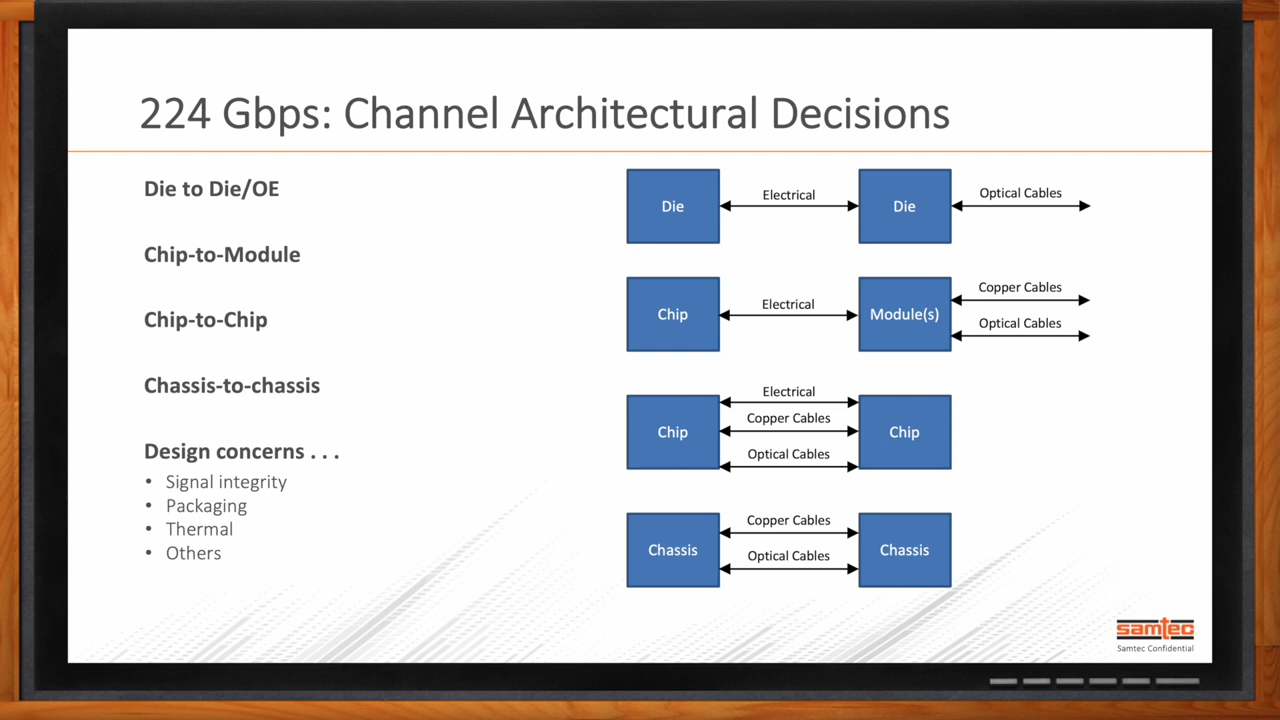 224 Gbps: Channel Architectural Decisions
Die to Die/OE
Chip-to-Module
Chip-to-Chip
Chassis-to-chassis
Design concerns . . .
• Signal integrity
• Packaging
• Thermal
• Others
Die
Electrical
Die
Optical Cables
Chip
Electrical
Module(s)
Copper Cables
Optical Cables
Chip
Electrical
Copper Cables
Optical Cables
Chip
Chassis
Copper Cables
Optical Cables
Chassis
samtec
Samtec Confidential